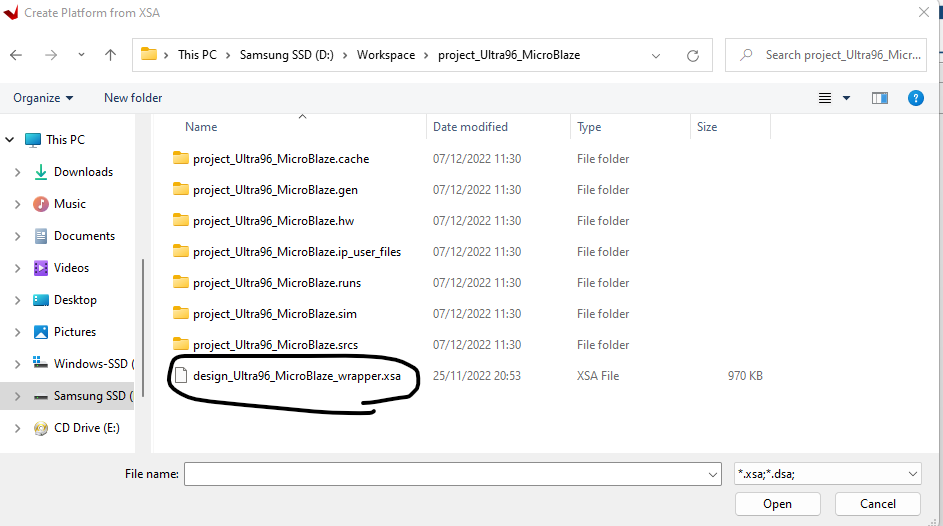 Create Platform from XSA
This PC > Samsung SSD (D:) > Workspace > project_Ultra96_MicroBlaze
Search project_Ultra96_Micr...
Organize
New folder
Name Date modified Type Size
This PC
Downloads
Music
Documents
Videos
Desktop
Pictures
Windows-SSD (
Samsung SSD (
CD Drive (E:)
project_Ultra96_MicroBlaze.cache 07/12/2022 11:30 File folder
project_Ultra96_MicroBlaze.gen 07/12/2022 11:30 File folder
project_Ultra96_MicroBlaze.hw 07/12/2022 11:30 File folder
project_Ultra96_MicroBlaze.ip_user_files 07/12/2022 11:30 File folder
project_Ultra96_MicroBlaze.runs 07/12/2022 11:30 File folder
project_Ultra96_MicroBlaze.sim 07/12/2022 11:30 File folder
project_Ultra96_MicroBlaze.srcs 07/12/2022 11:30 File folder
design_Ultra96_MicroBlaze_wrapper.xsa 25/11/2022 20:53 XSA File 970 KB
File name:
*.xsa;*.dsa;
Open
Cancel